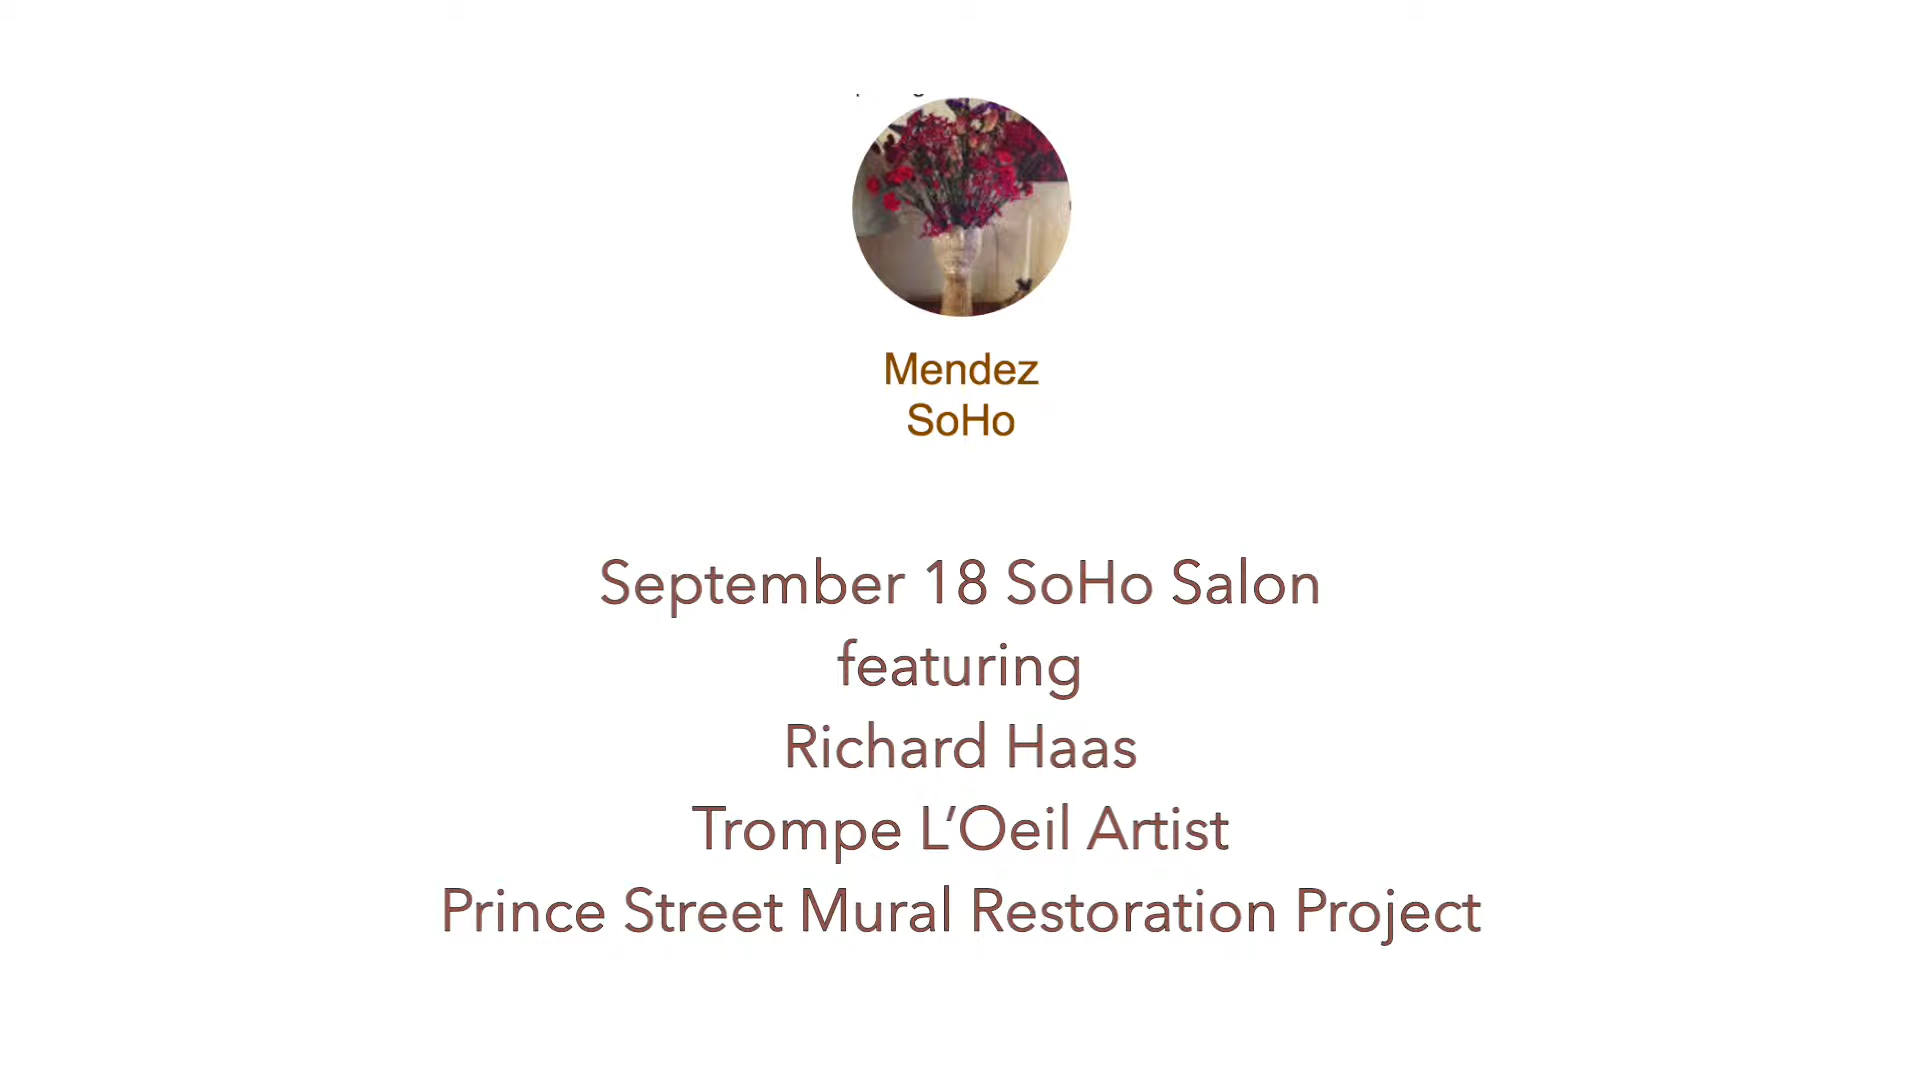 Mendez
SoHo
September 18 SoHo Salon
featuring
Richard Haas
Trompe L’Oeil Artist
Prince Street Mural Restoration Project